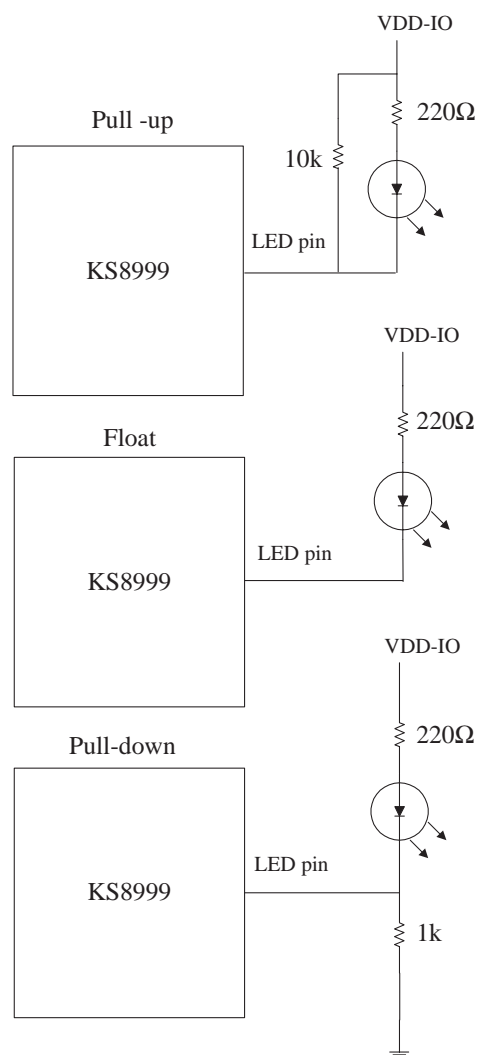 VDD-IO
Pull -up
220Ω
10k
LED pin
KS8999
VDD-IO
Float
220Ω
LED pin
KS8999
VDD-IO
Pull-down
220Ω
LED pin
KS8999
1k